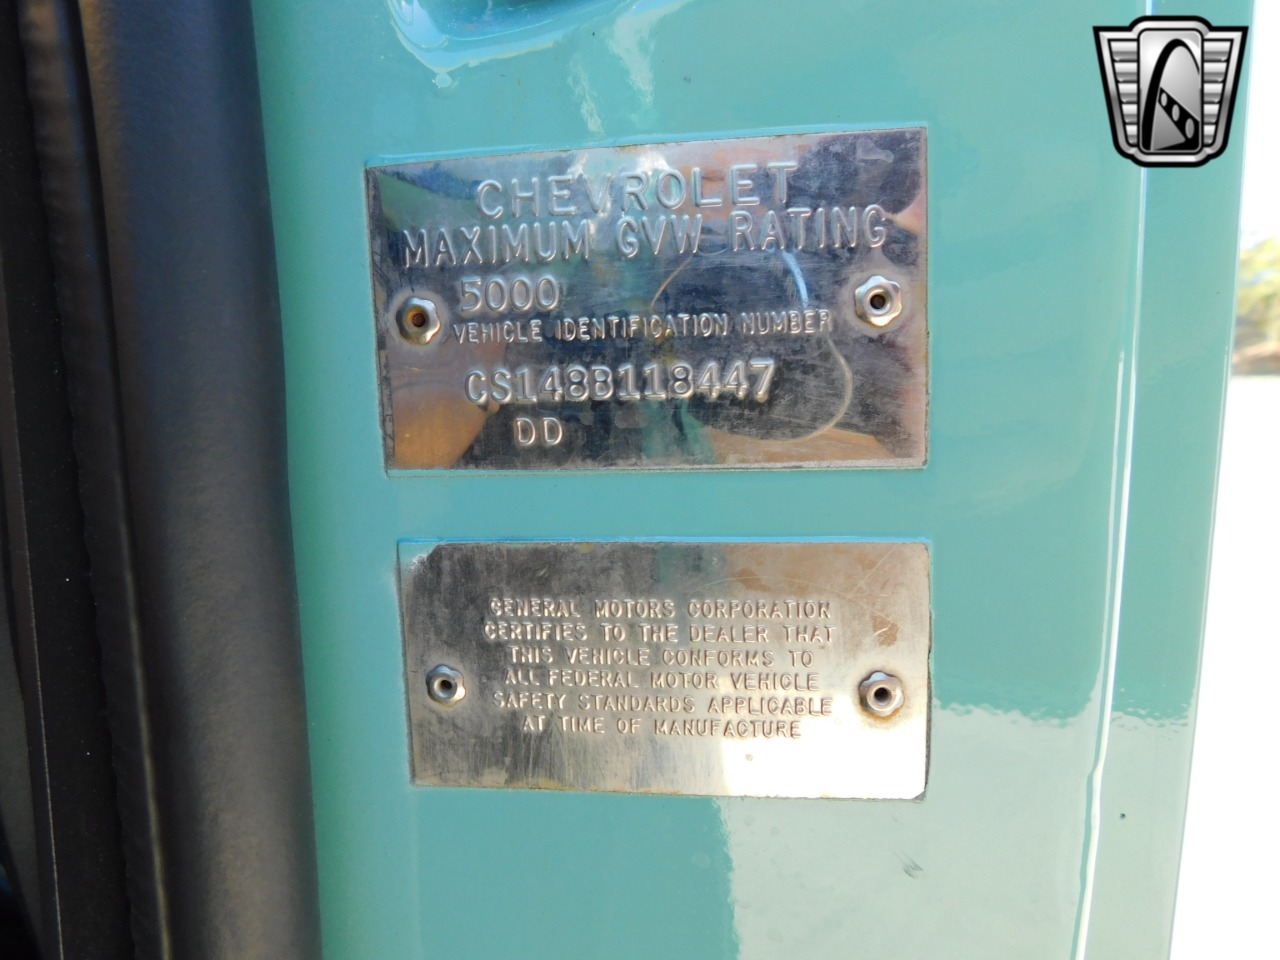 CHEVROLET
MAXIMUM GVW RATING
5000
VEHICLE IDENTIFICATION NUMBER
CS148B118447
DD
GENERAL MOTORS CORPORATION
CERTIFIES TO THE DEALER THAT
THIS VEHICLE CONFORMS TO
ALL FEDERAL MOTOR VEHICLE
SAFETY STANDARDS APPLICABLE
AT TIME OF MANUFACTURE